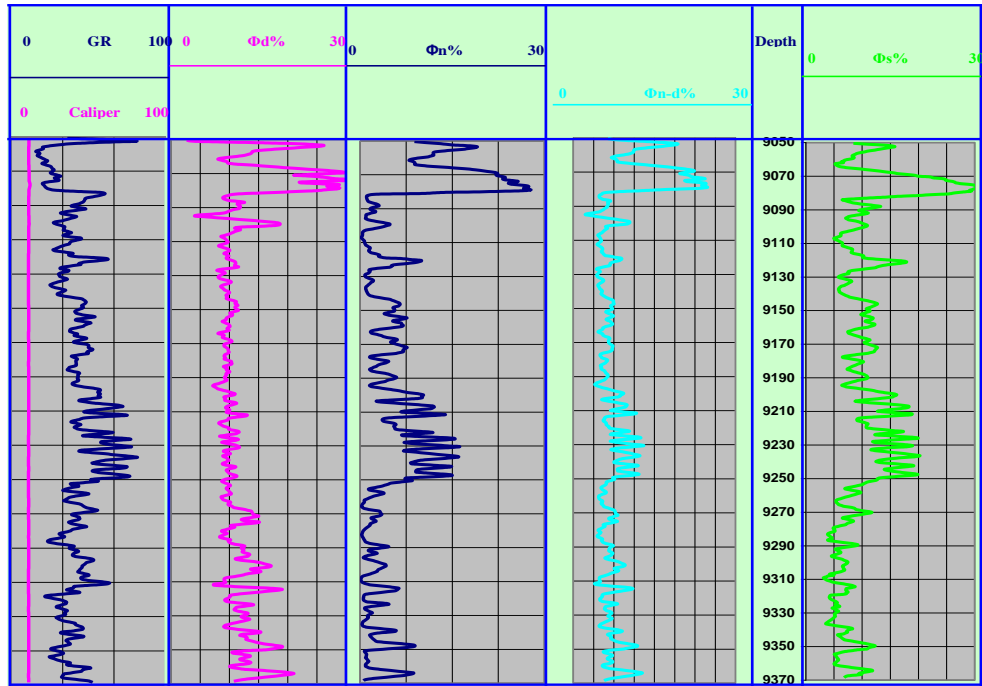 0 GR 100
0 Φd% 30
0 Φn% 30
Depth
0 Φs% 30
0 Caliper 100
0 Φn-d% 30
9050
9070
9090
9110
9130
9150
9170
9190
9210
9230
9250
9270
9290
9310
9330
9350
9370